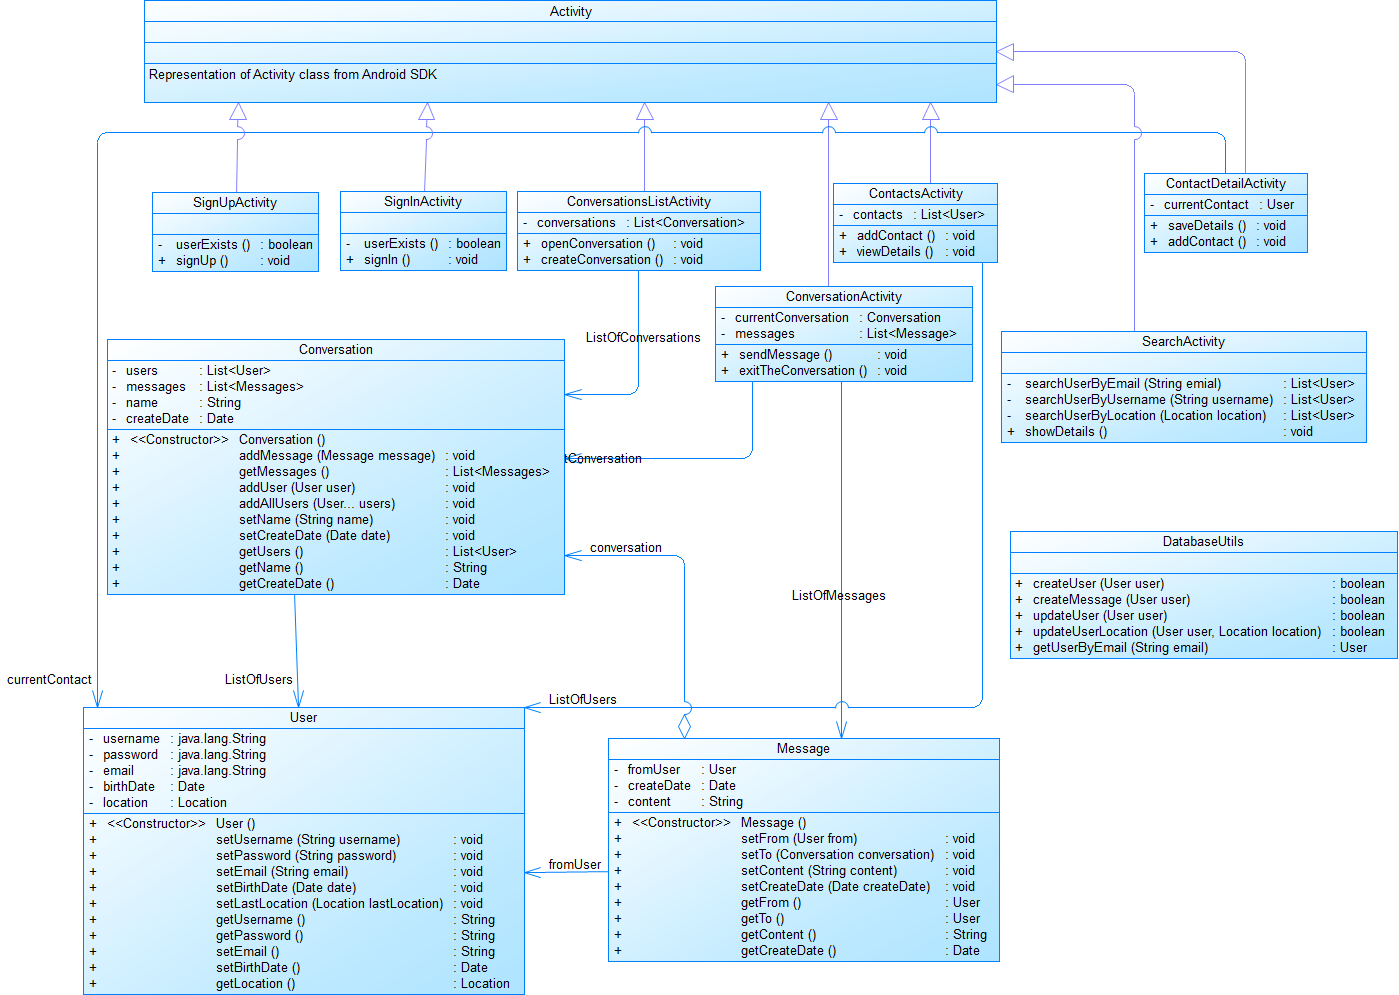 Activity
Representation of Activity class from Android SDK
SignUpActivity
- userExists () : boolean
+ signUp () : void
SignInActivity
- userExists () : boolean
+ signIn () : void
ConversationsListActivity
- conversations : List<Conversation>
+ openConversation () : void
+ createConversation () : void
ContactsActivity
- contacts : List<User>
+ addContact () : void
+ viewDetails () : void
ContactDetailActivity
- currentContact : User
+ saveDetails () : void
+ addContact () : void
ConversationActivity
- currentConversation : Conversation
- messages : List<Message>
+ sendMessage () : void
+ exitTheConversation () : void
SearchActivity
- searchUserByEmail (String emial) : List<User>
- searchUserByUsername (String username) : List<User>
- searchUserByLocation (Location location) : List<User>
+ showDetails () : void
ListOfConversations
Conversation
- users : List<User>
- messages : List<Messages>
- name : String
- createDate : Date
+ <<Constructor>> Conversation ()
+ addMessage (Message message) : void
+ getMessages () : List<Messages>
+ addUser (User user) : void
+ addAllUsers (User... users) : void
+ setName (String name) : void
+ setCreateDate (Date date) : void
+ getUsers () : List<User>
+ getName () : String
+ getCreateDate () : Date
tConversation
conversation
ListOfMessages
DatabaseUtils
+ createUser (User user) : boolean
+ createMessage (User user) : boolean
+ updateUser (User user) : boolean
+ updateUserLocation (User user, Location location) : boolean
+ getUserByEmail (String email) : User
currentContact
ListOfUsers
ListOfUsers
User
- username : java.lang.String
- password : java.lang.String
- email : java.lang.String
- birthDate : Date
- location : Location
+ <<Constructor>> User ()
+ setUsername (String username) : void
+ setPassword (String password) : void
+ setEmail (String email) : void
+ setBirthDate (Date date) : void
+ setLastLocation (Location lastLocation) : void
+ getUsername () : String
+ getPassword () : String
+ setEmail () : String
+ setBirthDate () : Date
+ getLocation () : Location
fromUser
Message
- fromUser : User
- createDate : Date
- content : String
+ <<Constructor>> Message ()
+ setFrom (User from) : void
+ setTo (Conversation conversation) : void
+ setContent (String content) : void
+ setCreateDate (Date createDate) : void
+ getFrom () : User
+ getTo () : User
+ getContent () : String
+ getCreateDate () : Date